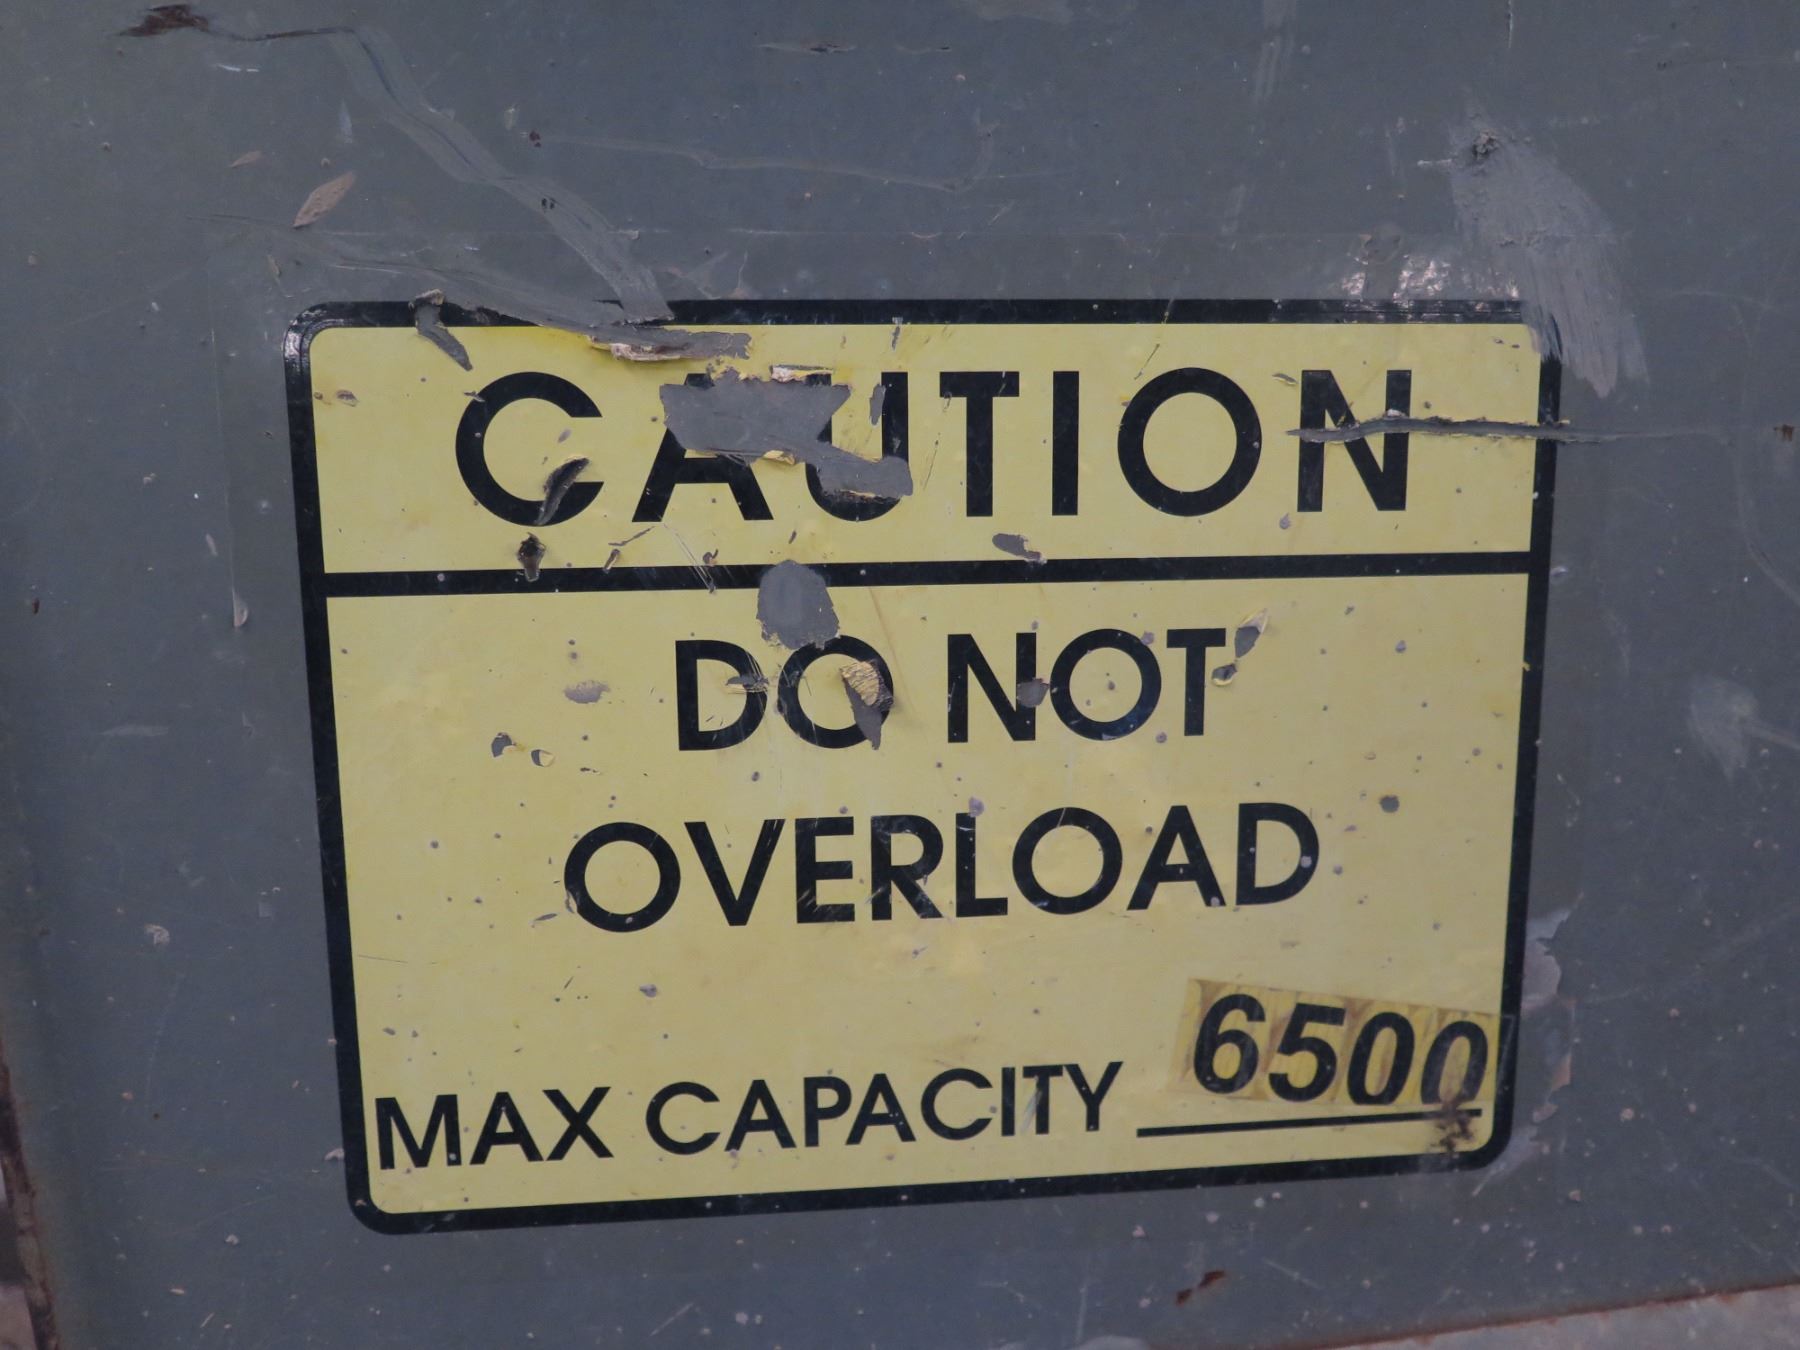 CAUTION
DO NOT
OVERLOAD
MAX CAPACITY 6500